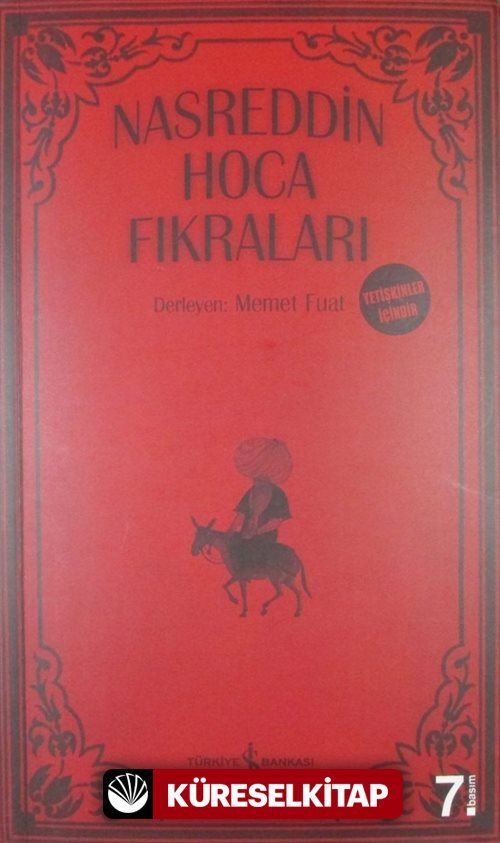 NASREDDİN
HOCA
FIKRALARI
Derleyen: Memet Fuat
YETİŞKİNLER
İÇİNDİR
TÜRKİYE İŞ BANKASI
KÜRESELKİTAP
7.
basım